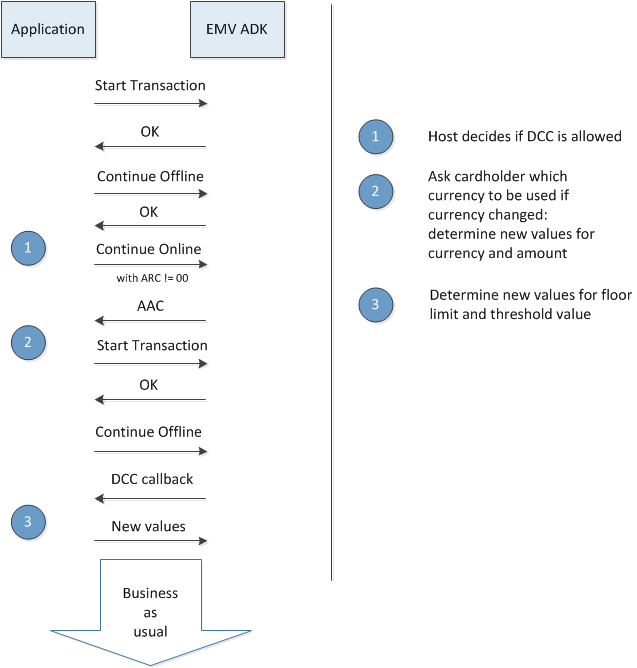 Application
EMV ADK
Start Transaction
OK
Continue Offline
OK
1
Continue Online
with ARC != 00
AAC
2
Start Transaction
OK
Continue Offline
DCC callback
3
New values
Business
as
usual
1
Host decides if DCC is allowed
2
Ask cardholder which
currency to be used if
currency changed:
determine new values for
currency and amount
3
Determine new values for floor
limit and threshold value